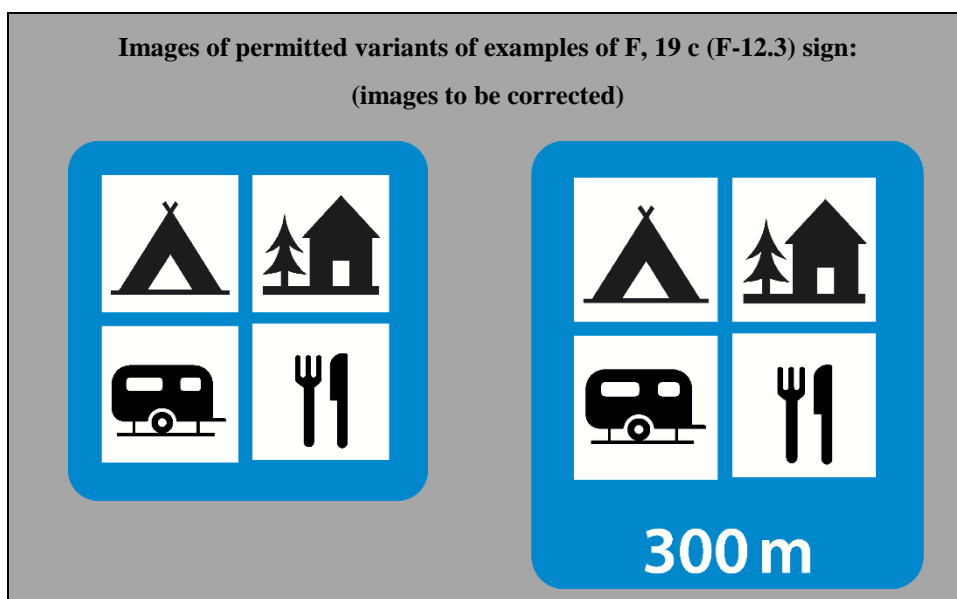 Images of permitted variants of examples of F, 19 c (F-12.3) sign:
(images to be corrected)
300 m